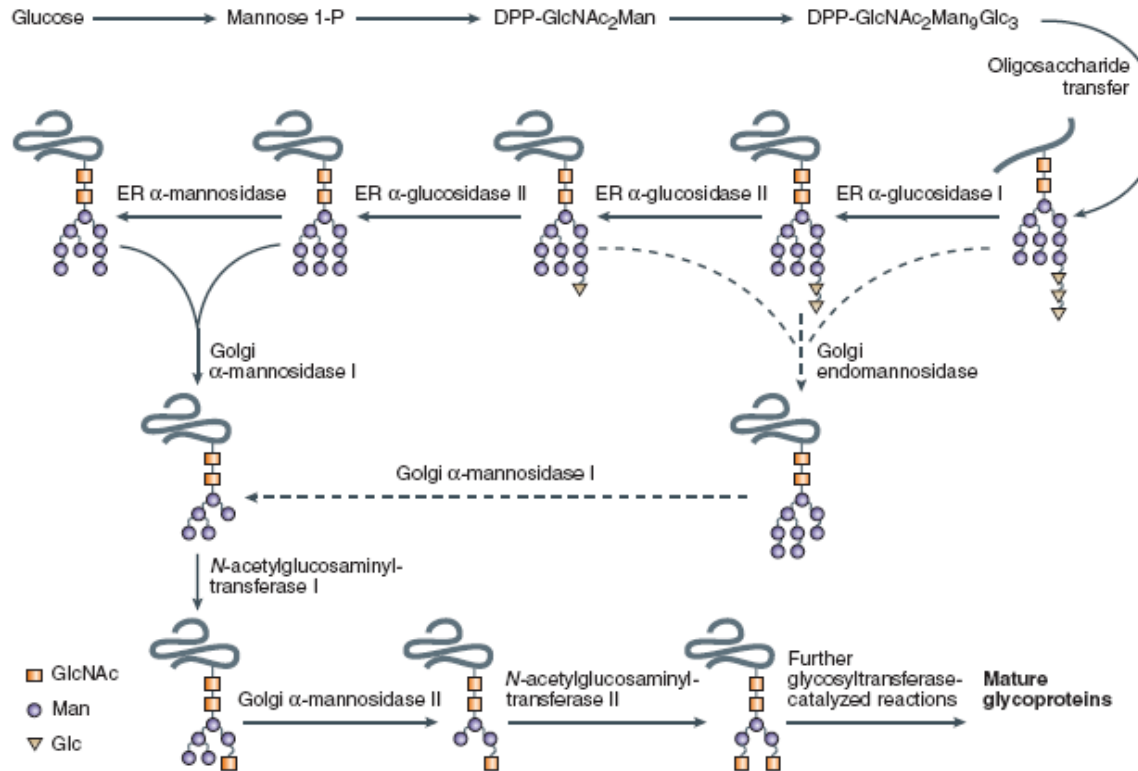 Glucose
Mannose 1-P
DPP-GlcNAc₂Man
DPP-GlcNAc₂Man₉Glc₃
Oligosaccharide
transfer
ER α-mannosidase
ER α-glucosidase II
ER α-glucosidase II
ER α-glucosidase I
Golgi
α-mannosidase I
Golgi
endomannosidase
Golgi α-mannosidase I
N-acetylglucosaminyl-
transferase I
GlcNAc
Man
Glc
Golgi α-mannosidase II
N-acetylglucosaminyl-
transferase II
Further
glycosyltransferase-
catalyzed reactions
Mature
glycoproteins